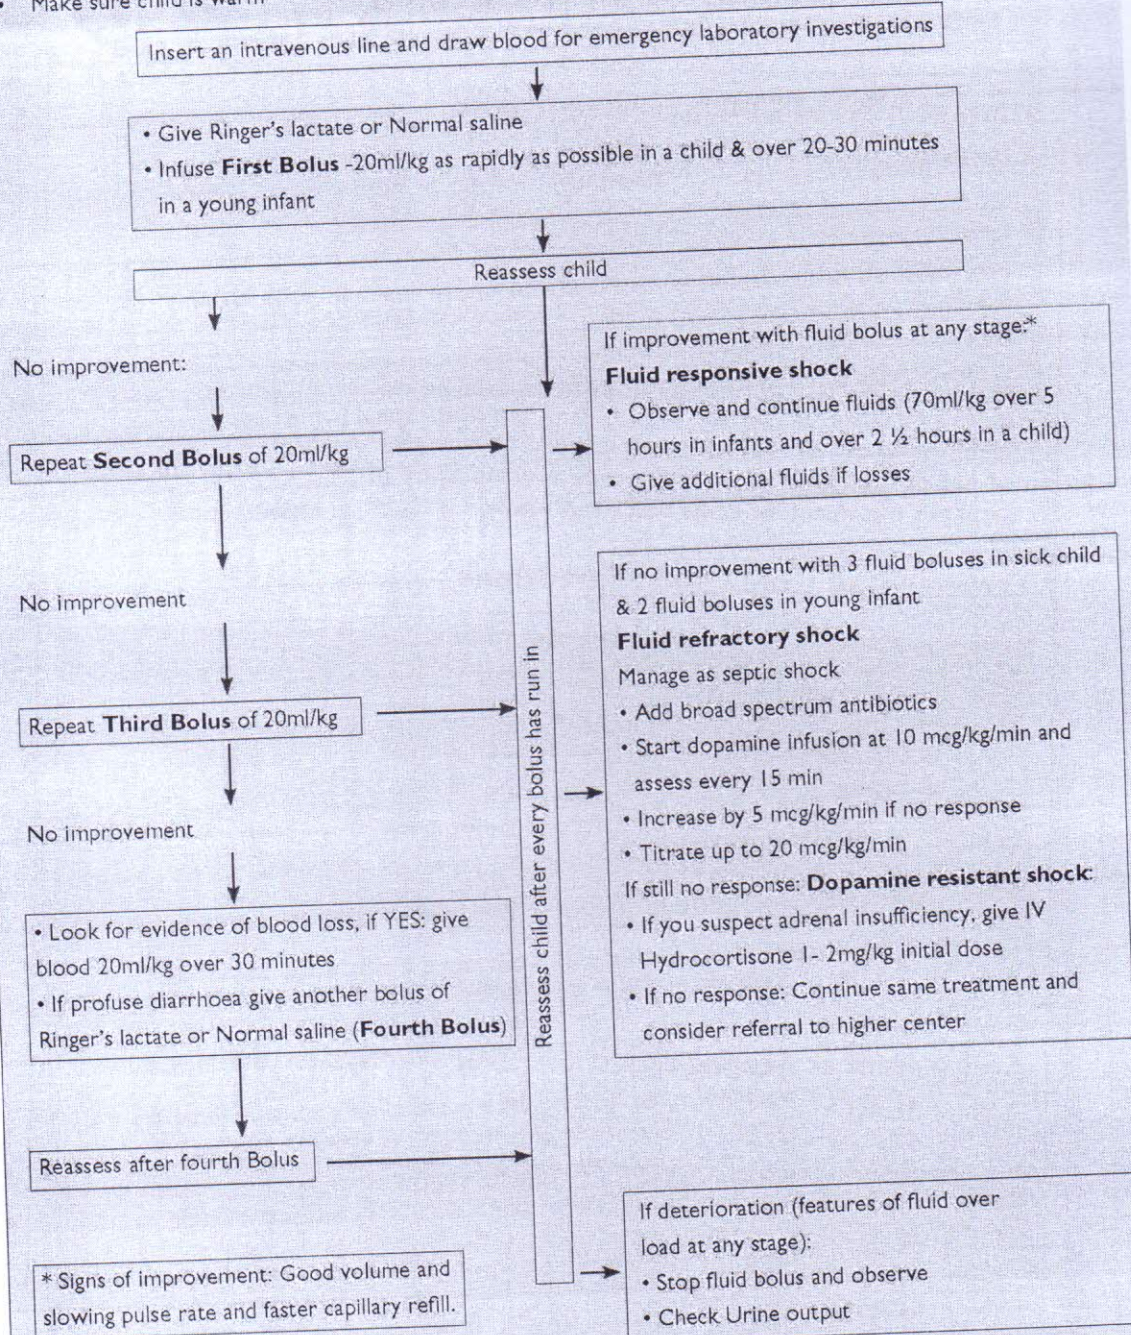 • Make sure child is warm
Insert an intravenous line and draw blood for emergency laboratory investigations
• Give Ringer's lactate or Normal saline
• Infuse First Bolus -20ml/kg as rapidly as possible in a child & over 20-30 minutes
in a young infant
Reassess child
No improvement:
Repeat Second Bolus of 20ml/kg
No improvement
Repeat Third Bolus of 20ml/kg
No improvement
• Look for evidence of blood loss, if YES: give
blood 20ml/kg over 30 minutes
• If profuse diarrhoea give another bolus of
Ringer's lactate or Normal saline (Fourth Bolus)
Reassess after fourth Bolus
* Signs of improvement: Good volume and
slowing pulse rate and faster capillary refill.
Reassess child after every bolus has run in
If improvement with fluid bolus at any stage:*
Fluid responsive shock
• Observe and continue fluids (70ml/kg over 5
hours in infants and over 2 ½ hours in a child)
• Give additional fluids if losses
If no improvement with 3 fluid boluses in sick child
& 2 fluid boluses in young infant
Fluid refractory shock
Manage as septic shock
• Add broad spectrum antibiotics
• Start dopamine infusion at 10 mcg/kg/min and
assess every 15 min
• Increase by 5 mcg/kg/min if no response
• Titrate up to 20 mcg/kg/min
If still no response: Dopamine resistant shock:
• If you suspect adrenal insufficiency, give IV
Hydrocortisone 1- 2mg/kg initial dose
• If no response: Continue same treatment and
consider referral to higher center
If deterioration (features of fluid over
load at any stage):
• Stop fluid bolus and observe
• Check Urine output